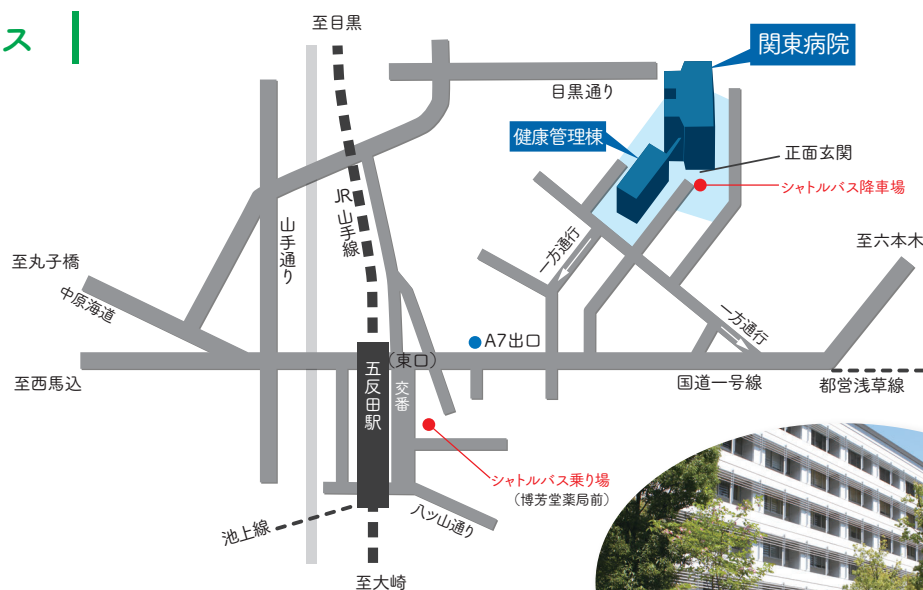 ス
至目黒
関東病院
目黒通り
健康管理棟
正面玄関
シャトルバス降車場
JR山手線
山手通り
一方通行
至六本木
至丸子橋
中原海道
一方通行
A7出口
(東口)
至西馬込
五反田駅
交番
国道一号線
都営浅草線
シャトルバス乗り場
(博芳堂薬局前)
八ツ山通り
池上線
至大崎